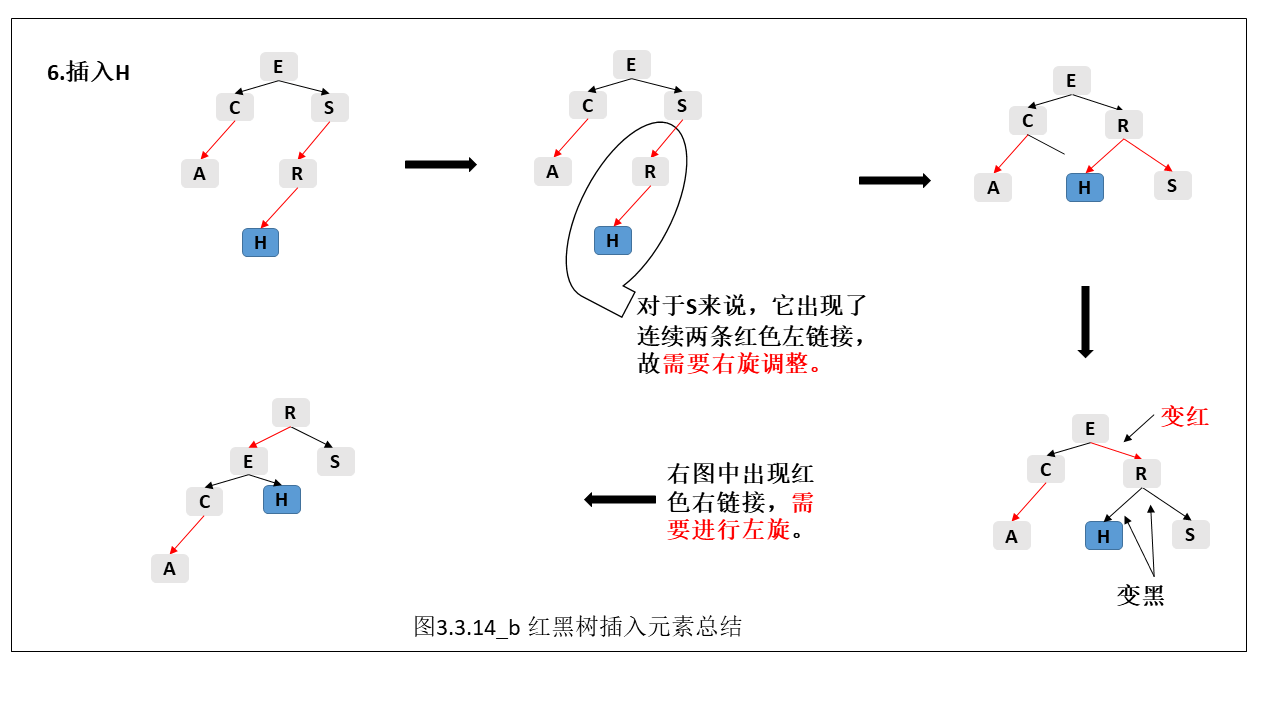 6.插入H
E
C
S
A
R
H
E
C
S
A
R
H
E
C
R
A
H
S
对于S来说，它出现了
连续两条红色左链接，
故需要右旋调整。
R
E
S
C
H
A
右图中出现红
色右链接，需
要进行左旋。
变红
E
C
R
A
H
S
变黑
图3.3.14_b 红黑树插入元素总结